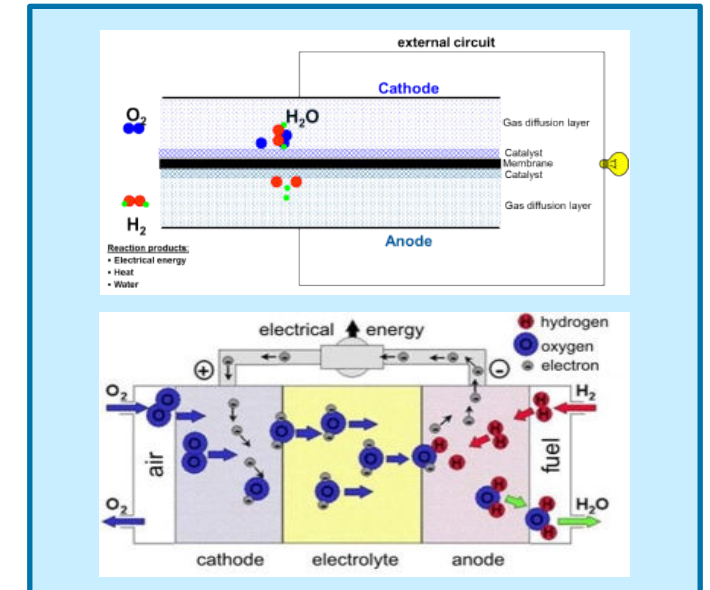 external circuit
Cathode
O2
H2O
Gas diffusion layer
Catalyst
Membrane
Catalyst
Gas diffusion layer
H2
Anode
Reaction products:
• Electrical energy
• Heat
• Water
electrical energy
H hydrogen
O oxygen
- electron
+
-
O2
H2
air
fuel
O2
H2O
cathode electrolyte anode